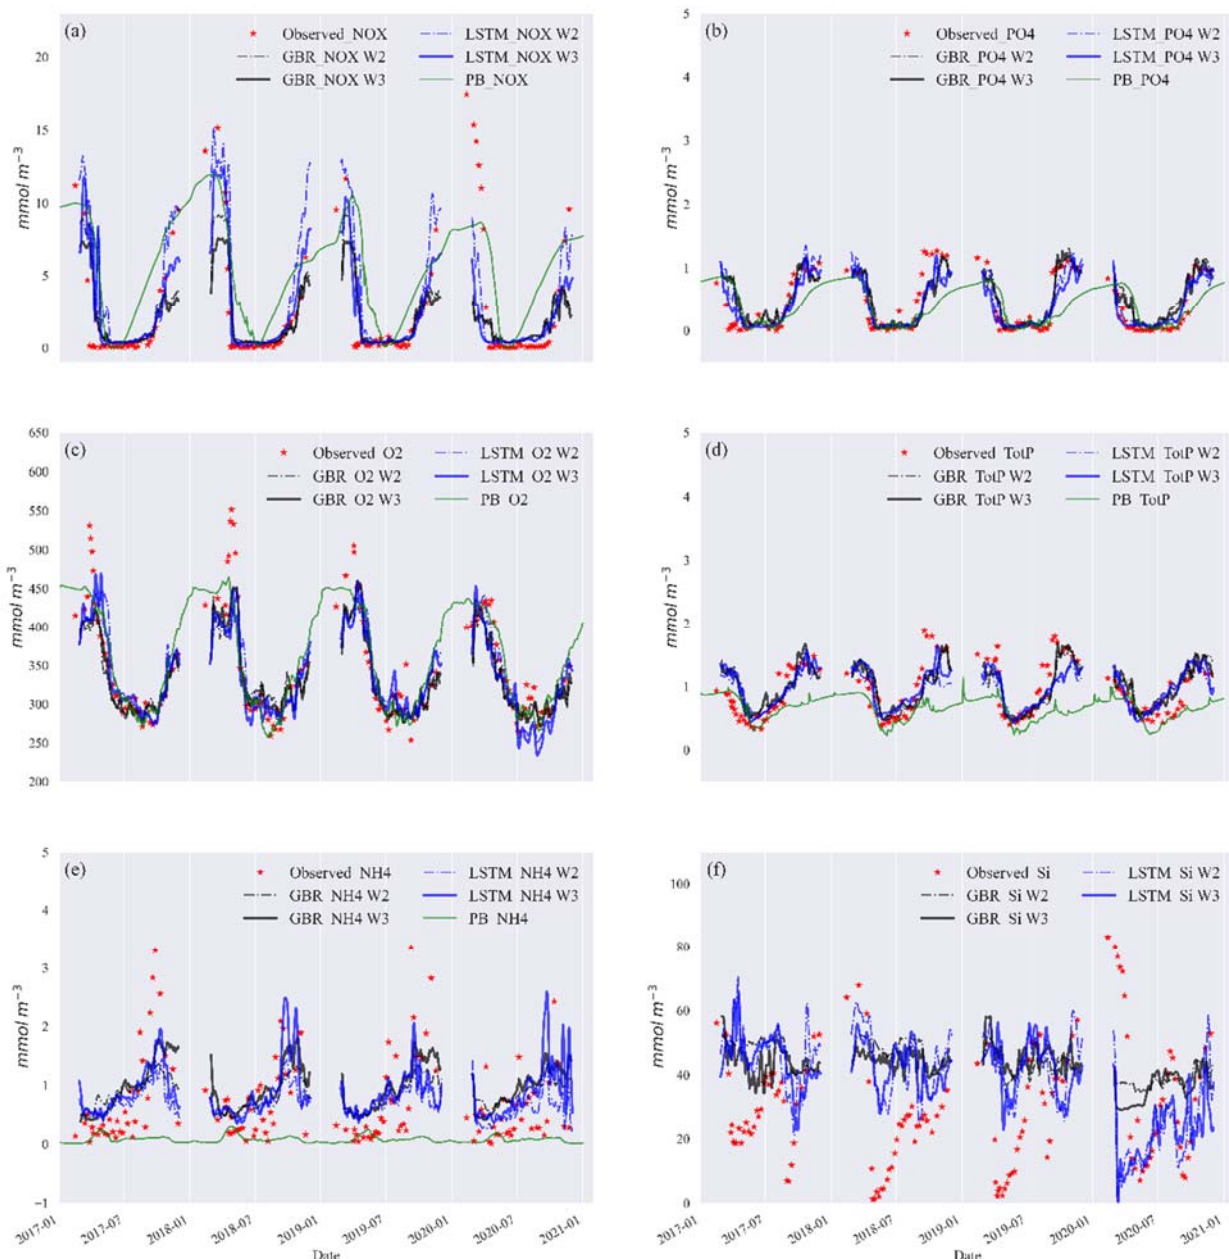 (a)
Observed_NOX
GBR_NOX W2
GBR_NOX W3
LSTM_NOX W2
LSTM_NOX W3
PB_NOX
mmol m⁻³
20
15
10
5
0
(b)
Observed_PO4
GBR_PO4 W2
GBR_PO4 W3
LSTM_PO4 W2
LSTM_PO4 W3
PB_PO4
mmol m⁻³
5
4
3
2
1
0
(c)
Observed O2
GBR O2 W2
GBR O2 W3
LSTM O2 W2
LSTM O2 W3
PB O2
mmol m⁻³
650
600
550
500
450
400
350
300
250
200
(d)
Observed TotP
GBR TotP W2
GBR TotP W3
LSTM TotP W2
LSTM TotP W3
PB TotP
mmol m⁻³
5
4
3
2
1
0
(e)
Observed NH4
GBR NH4 W2
GBR NH4 W3
LSTM NH4 W2
LSTM NH4 W3
PB NH4
mmol m⁻³
5
4
3
2
1
0
−1
2017-01
2017-07
2018-01
2018-07
2019-01
2019-07
2020-01
2020-07
2021-01
Date
(f)
Observed Si
GBR Si W2
GBR Si W3
LSTM Si W2
LSTM Si W3
mmol m⁻³
100
80
60
40
20
0
2017-01
2017-07
2018-01
2018-07
2019-01
2019-07
2020-01
2020-07
2021-01
Date